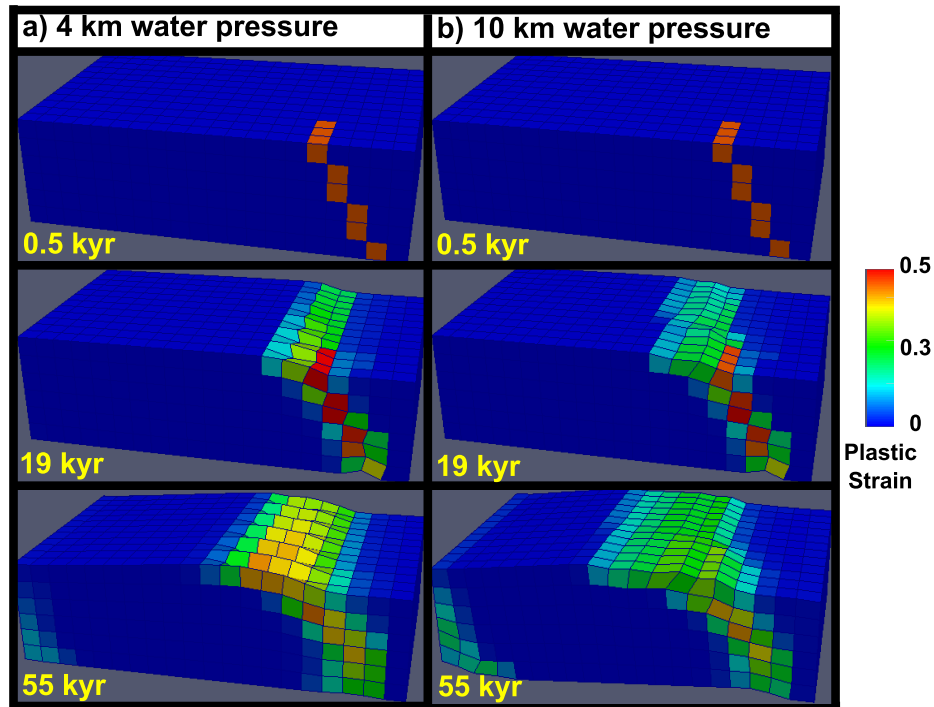 a) 4 km water pressure
b) 10 km water pressure
0.5 kyr
0.5 kyr
19 kyr
19 kyr
55 kyr
55 kyr
0.5
0.3
0
Plastic
Strain